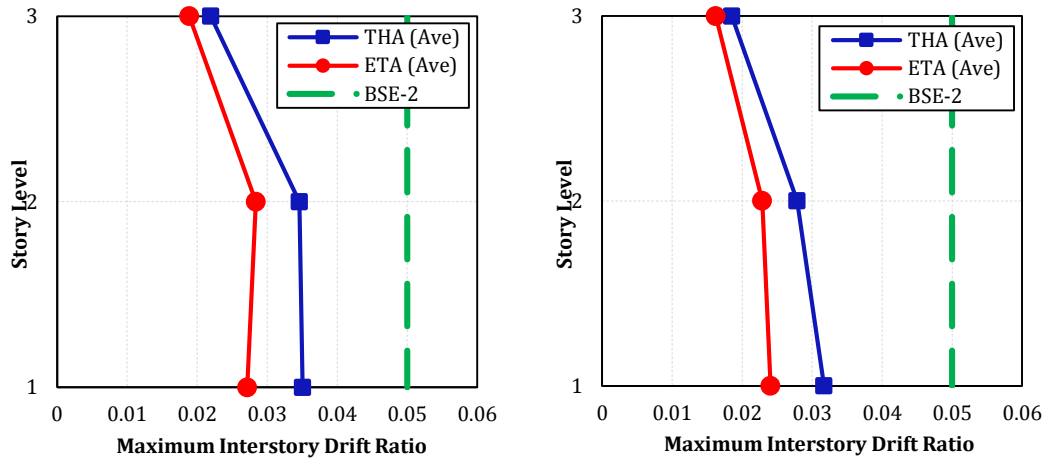 3
THA (Ave)
ETA (Ave)
BSE-2
Story Level
2
1
0 0.01 0.02 0.03 0.04 0.05 0.06
Maximum Interstory Drift Ratio
3
THA (Ave)
ETA (Ave)
BSE-2
Story Level
2
1
0 0.01 0.02 0.03 0.04 0.05 0.06
Maximum Interstory Drift Ratio